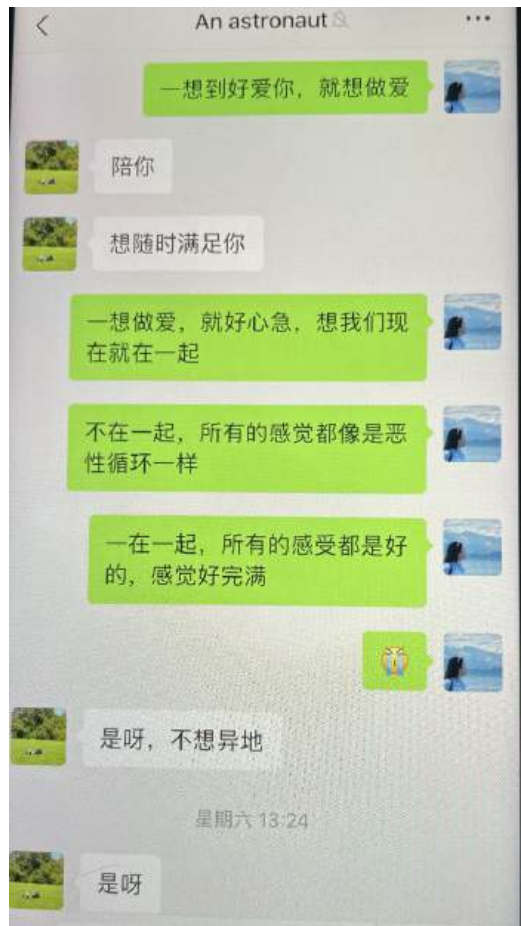 An astronaut
一想到好爱你，就想做爱
陪你
想随时满足你
一想做爱，就好心急，想我们现
在就在一起
不在一起，所有的感觉都像是恶
性循环一样
一在一起，所有的感受都是好
的，感觉好完满
是呀，不想异地
星期六 13:24
是呀